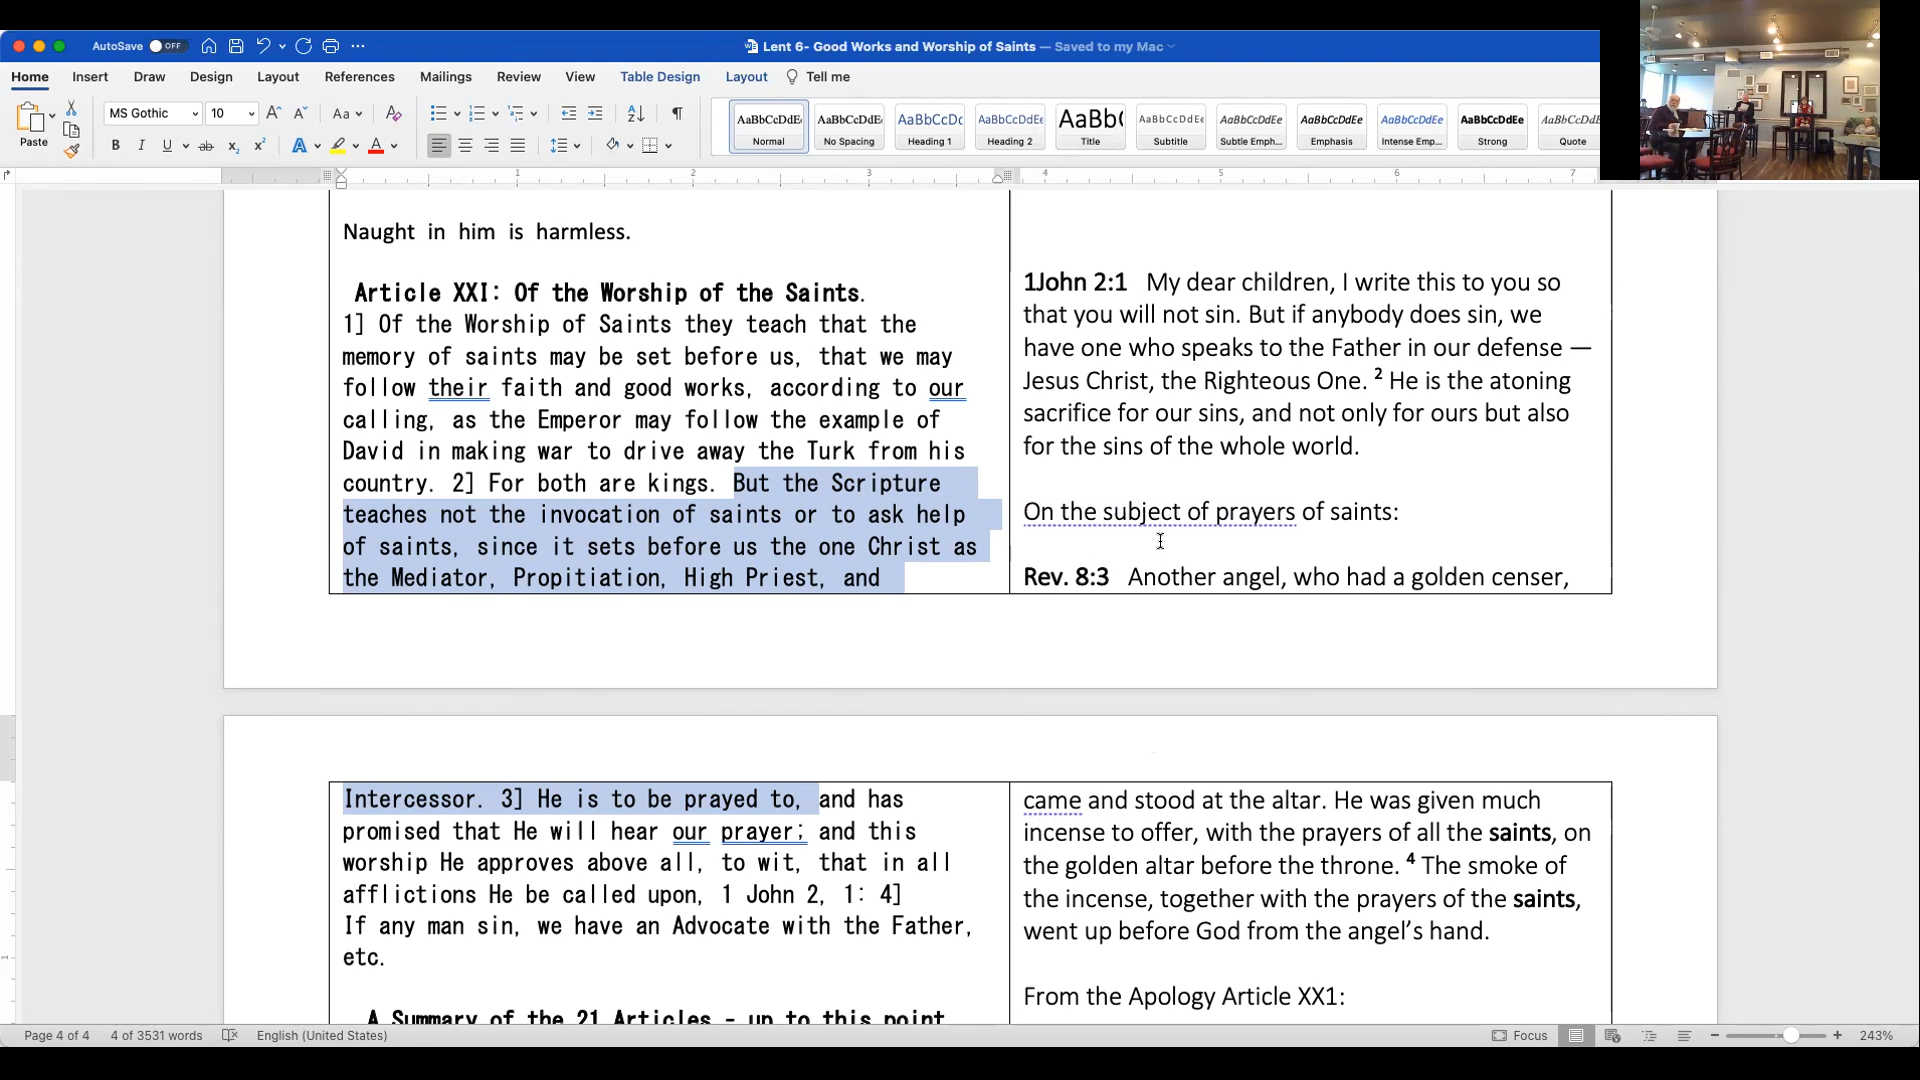 AutoSave OFF
Lent 6- Good Works and Worship of Saints — Saved to my Mac
Home Insert Draw Design Layout References Mailings Review View Table Design Layout Tell me
MS Gothic 10
Paste
AaBbCcDdEe AaBbCcDdEe AaBbCcDc AaBbCcDdEe AaBb( AaBbCcDdEe AaBbCcDdEe AaBbCcDdEe AaBbCcDdEe AaBbCcDdEe AaBbCcDdEe
Normal No Spacing Heading 1 Heading 2 Title Subtitle Subtle Emph... Emphasis Intense Emp... Strong Quote
1 2 3 4 5 6 7
Naught in him is harmless.
Article XXI: Of the Worship of the Saints.
1] Of the Worship of Saints they teach that the
memory of saints may be set before us, that we may
follow their faith and good works, according to our
calling, as the Emperor may follow the example of
David in making war to drive away the Turk from his
country. 2] For both are kings. But the Scripture
teaches not the invocation of saints or to ask help
of saints, since it sets before us the one Christ as
the Mediator, Propitiation, High Priest, and
1John 2:1 My dear children, I write this to you so
that you will not sin. But if anybody does sin, we
have one who speaks to the Father in our defense —
Jesus Christ, the Righteous One. 2 He is the atoning
sacrifice for our sins, and not only for ours but also
for the sins of the whole world.
On the subject of prayers of saints:
Rev. 8:3 Another angel, who had a golden censer,
Intercessor. 3] He is to be prayed to, and has
promised that He will hear our prayer; and this
worship He approves above all, to wit, that in all
afflictions He be called upon, 1 John 2, 1: 4]
If any man sin, we have an Advocate with the Father,
etc.
A Summary of the 21 Articles - up to this point
came and stood at the altar. He was given much
incense to offer, with the prayers of all the saints, on
the golden altar before the throne. 4 The smoke of
the incense, together with the prayers of the saints,
went up before God from the angel's hand.
From the Apology Article XX1:
Page 4 of 4 4 of 3531 words English (United States) Focus 243%